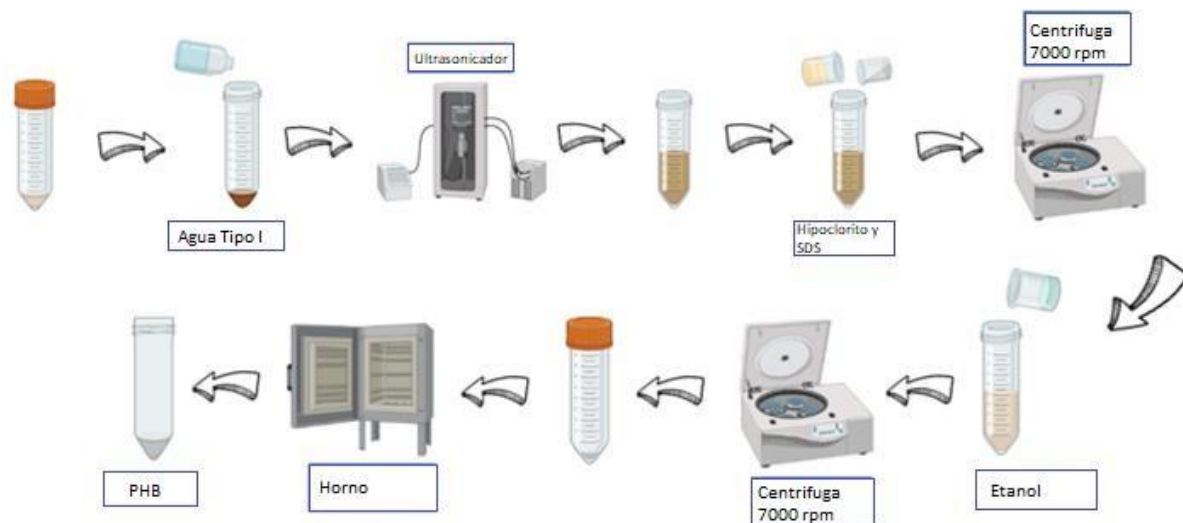 Ultrasonicador
Centrifuga
7000 rpm
Agua Tipo I
Hipoclorito y
SDS
PHB
Horno
Centrifuga
7000 rpm
Etanol